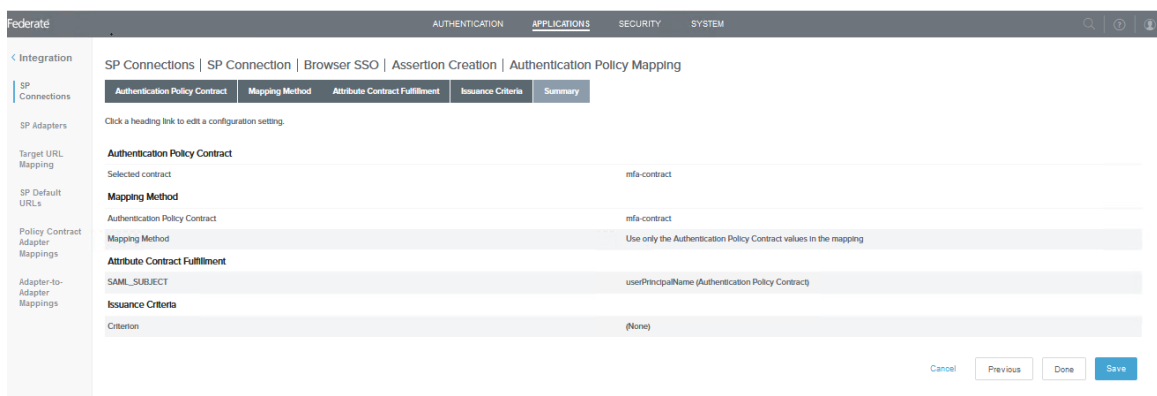 Federate
AUTHENTICATION APPLICATIONS SECURITY SYSTEM
< Integration
SP Connections | SP Connection | Browser SSO | Assertion Creation | Authentication Policy Mapping
SP
Connections
SP Adapters
Target URL
Mapping
SP Default
URLs
Policy Contract
Adapter
Mappings
Adapter-to-
Adapter
Mappings
Authentication Policy Contract Mapping Method Attribute Contract Fulfillment Issuance Criteria Summary
Click a heading link to edit a configuration setting.
Authentication Policy Contract
Selected contract mfa-contract
Mapping Method
Authentication Policy Contract mfa-contract
Mapping Method Use only the Authentication Policy Contract values in the mapping
Attribute Contract Fulfillment
SAML_SUBJECT userPrincipalName (Authentication Policy Contract)
Issuance Criteria
Criterion (None)
Cancel Previous Done Save